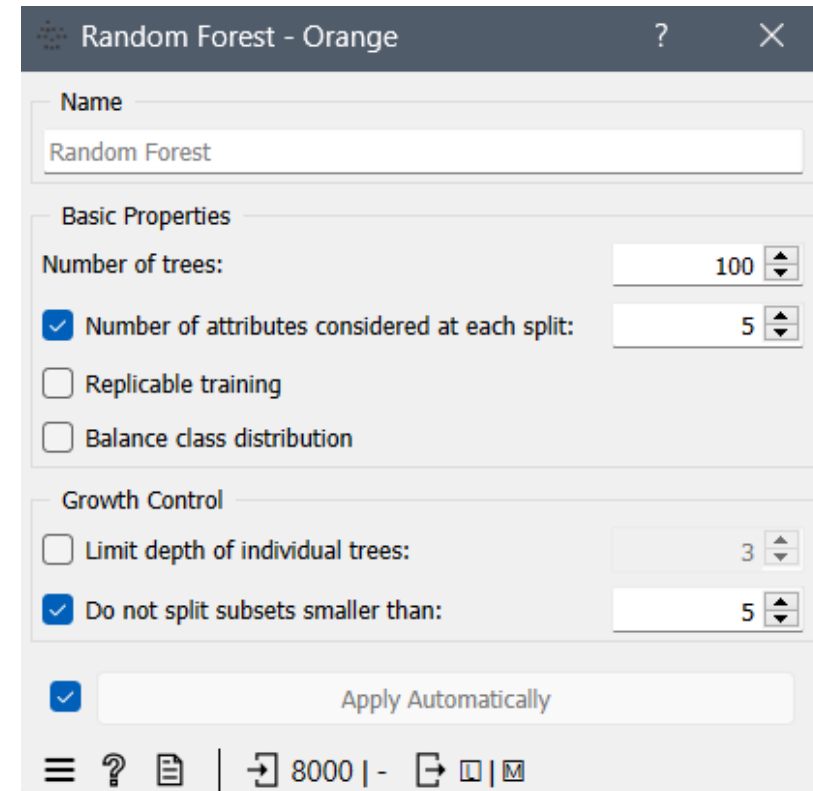 Random Forest - Orange ? ×
Name
Random Forest
Basic Properties
Number of trees: 100
Number of attributes considered at each split: 5
Replicable training
Balance class distribution
Growth Control
Limit depth of individual trees: 3
Do not split subsets smaller than: 5
Apply Automatically
? 8000 | - L | M